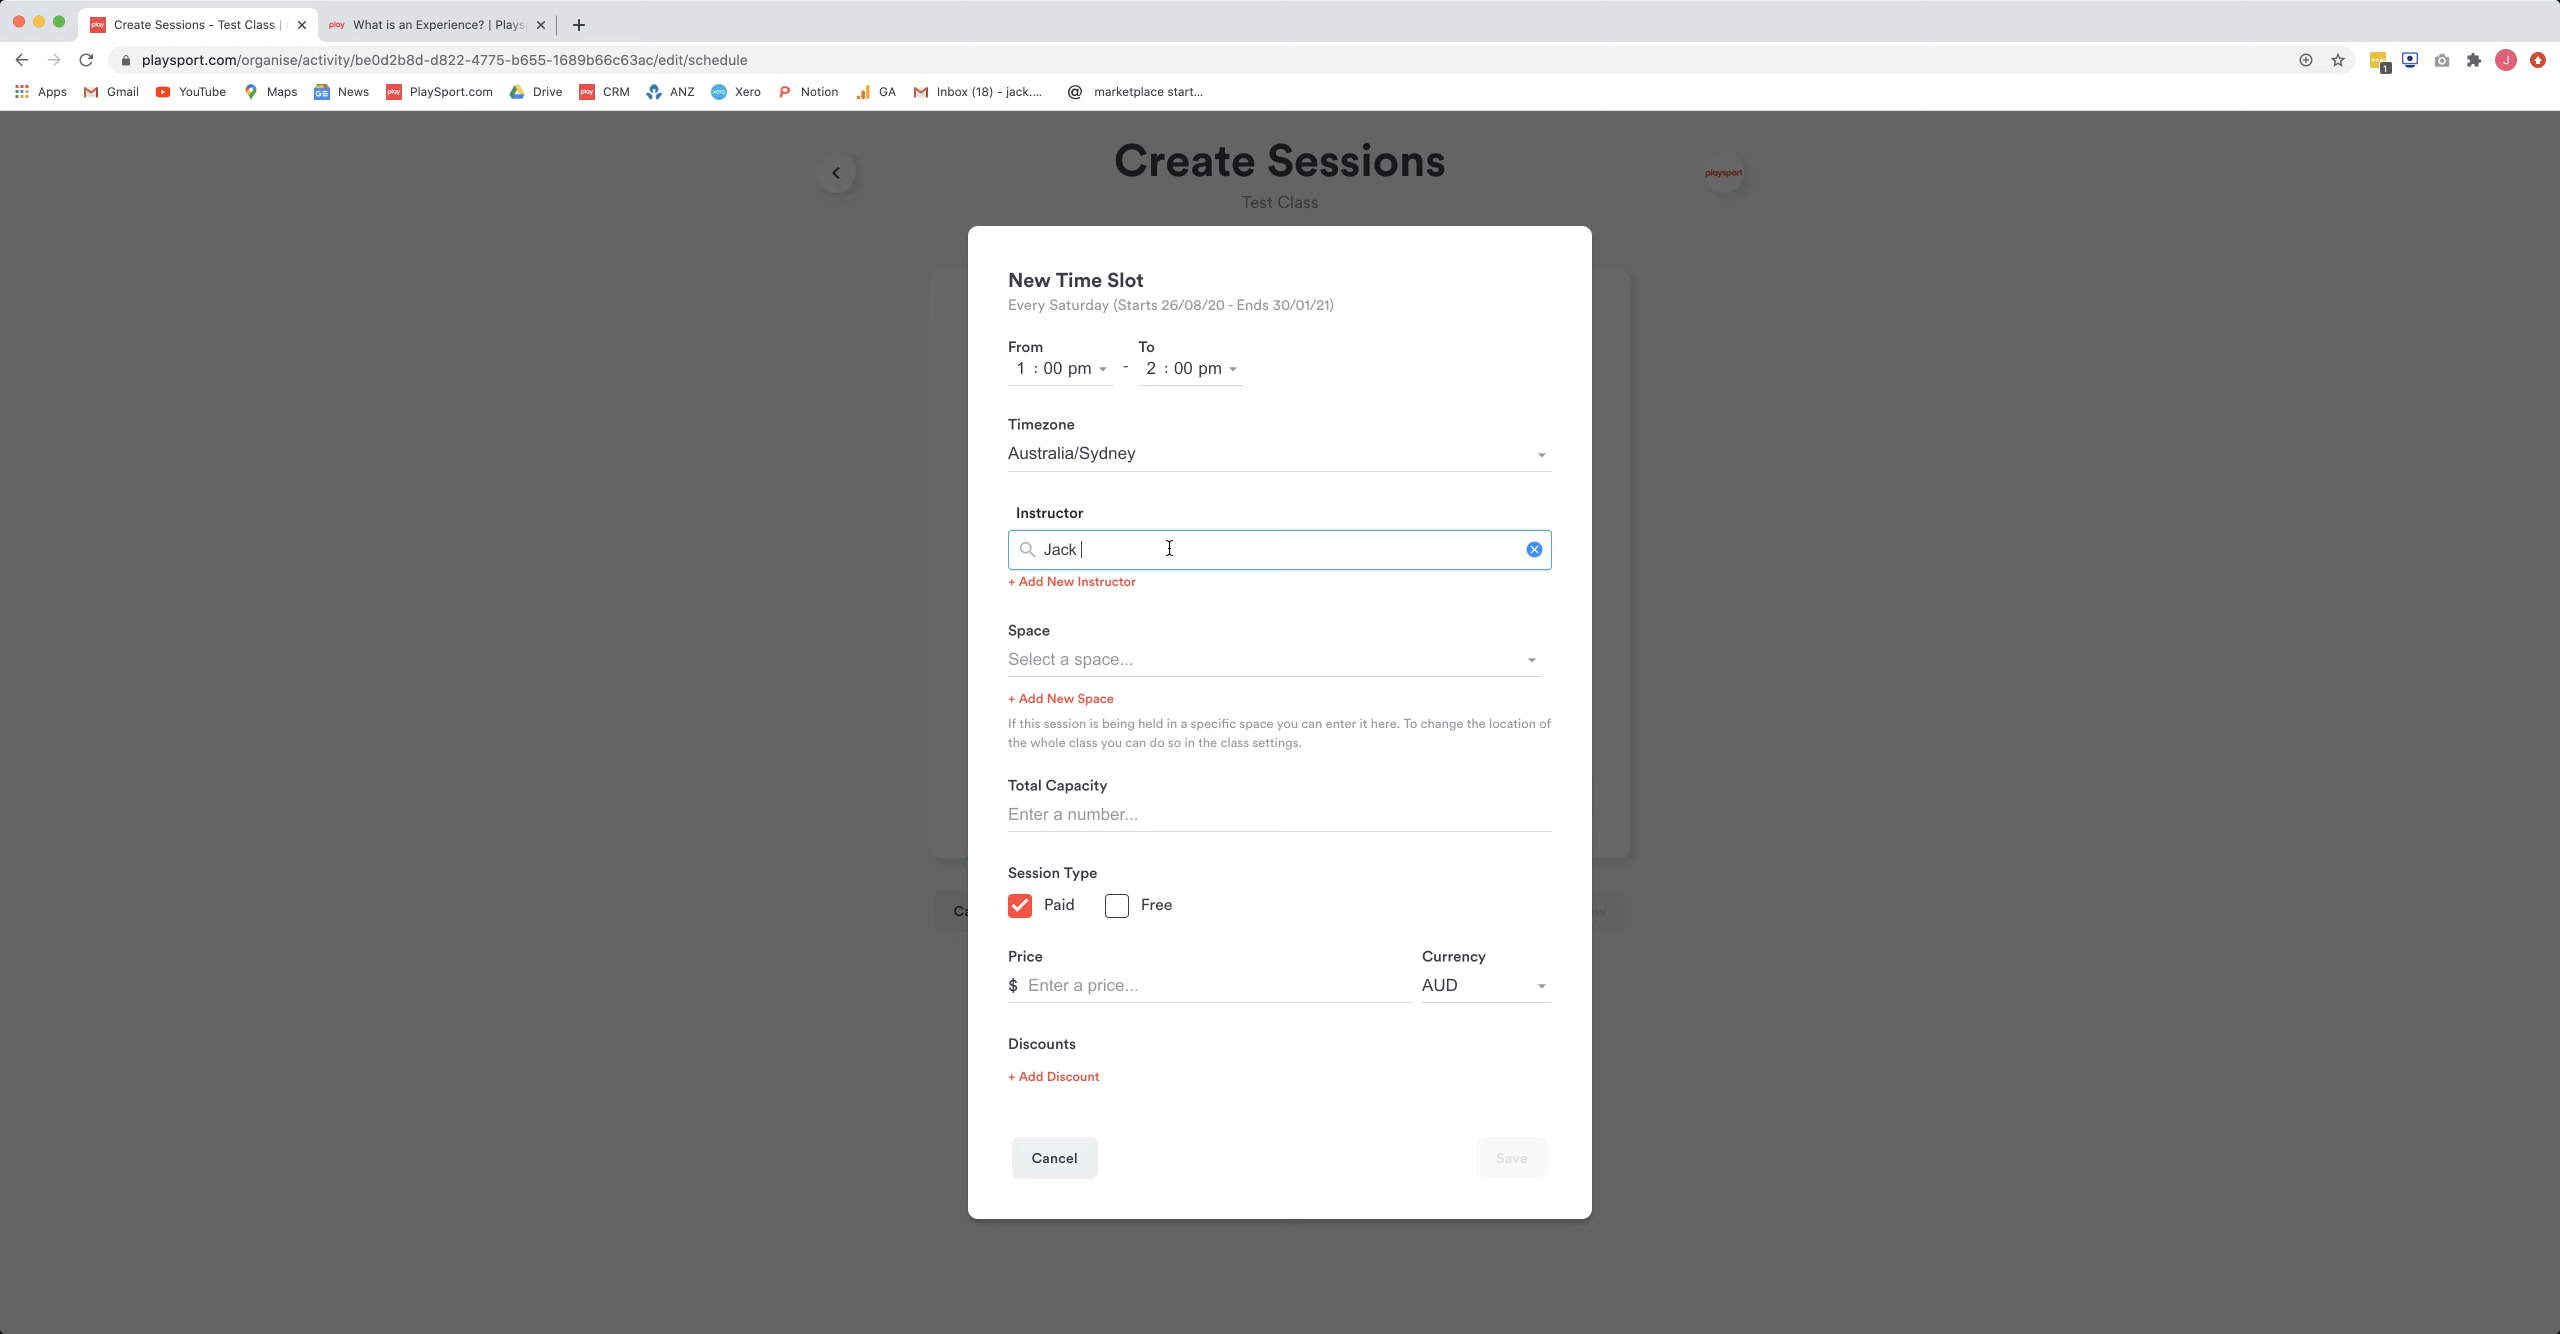 Create Sessions - Test Class |
What is an Experience? | Plays
playsport.com/organise/activity/be0d2b8d-d822-4775-b655-1689b66c63ac/edit/schedule
1
J
Apps
Gmail
YouTube
Maps
News
PlaySport.com
Drive
CRM
ANZ
Xero
Notion
GA
Inbox (18) - jack....
marketplace start...
Create Sessions
playsport
Test Class
New Time Slot
Every Saturday (Starts 26/08/20 - Ends 30/01/21)
From To
1 : 00 pm - 2 : 00 pm
Timezone
Australia/Sydney
Instructor
Jack
+ Add New Instructor
Space
Select a space...
+ Add New Space
If this session is being held in a specific space you can enter it here. To change the location of
the whole class you can do so in the class settings.
Total Capacity
Enter a number...
Session Type
Paid Free
Price Currency
$ Enter a price... AUD
Discounts
+ Add Discount
Cancel Save